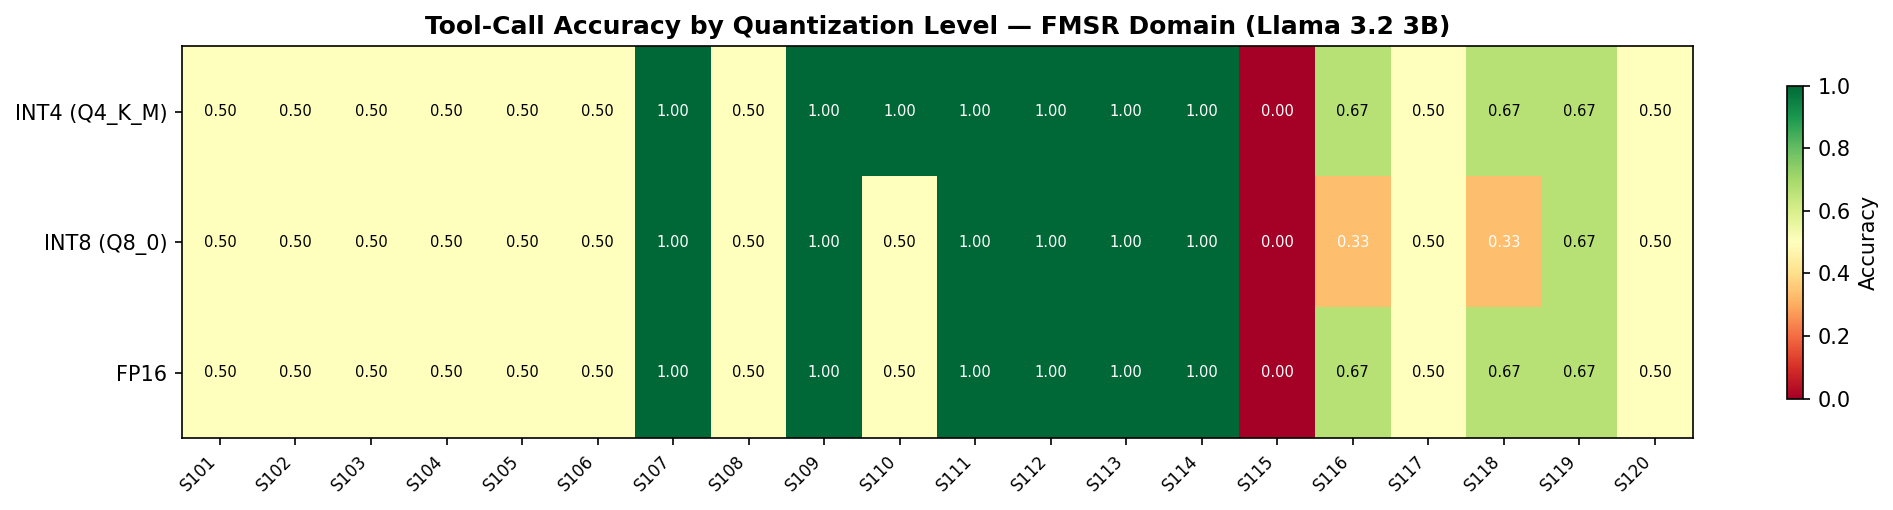 Tool-Call Accuracy by Quantization Level — FMSR Domain (Llama 3.2 3B)
INT4 (Q4_K_M) 0.50 0.50 0.50 0.50 0.50 0.50 1.00 0.50 1.00 1.00 1.00 1.00 1.00 1.00 0.00 0.67 0.50 0.67 0.67 0.50
INT8 (Q8_0) 0.50 0.50 0.50 0.50 0.50 0.50 1.00 0.50 1.00 0.50 1.00 1.00 1.00 1.00 0.00 0.33 0.50 0.33 0.67 0.50
FP16 0.50 0.50 0.50 0.50 0.50 0.50 1.00 0.50 1.00 0.50 1.00 1.00 1.00 1.00 0.00 0.67 0.50 0.67 0.67 0.50
S101 S102 S103 S104 S105 S106 S107 S108 S109 S110 S111 S112 S113 S114 S115 S116 S117 S118 S119 S120
1.0
0.8
0.6
0.4
0.2
0.0
Accuracy